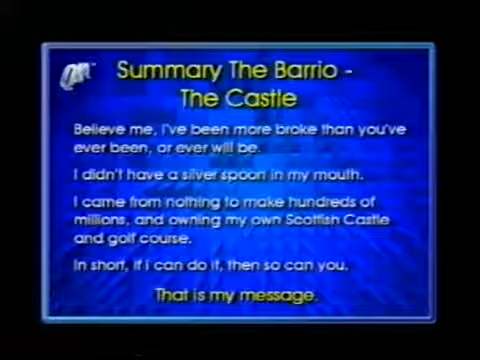 Summary The Barrio -
The Castle
Believe me, I've been more broke than you've
ever been, or ever will be.
I didn't have a silver spoon in my mouth.
I came from nothing to make hundreds of
millions, and owning my own Scottish Castle
and golf course.
In short, if I can do it, then so can you.
That is my message.